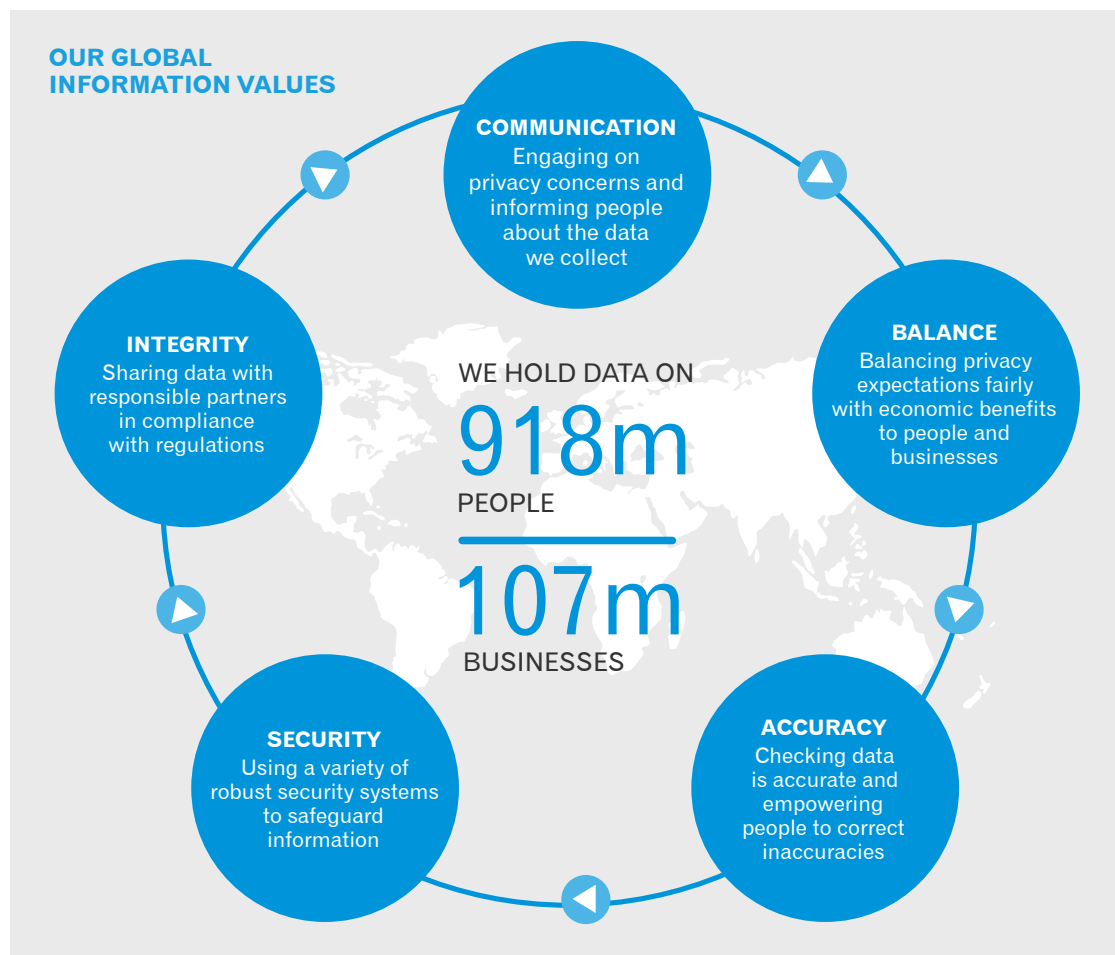 OUR GLOBAL
INFORMATION VALUES
COMMUNICATION
Engaging on
privacy concerns and
informing people
about the data
we collect
BALANCE
Balancing privacy
expectations fairly
with economic benefits
to people and
businesses
ACCURACY
Checking data
is accurate and
empowering
people to correct
inaccuracies
SECURITY
Using a variety of
robust security systems
to safeguard
information
INTEGRITY
Sharing data with
responsible partners
in compliance
with regulations
WE HOLD DATA ON
918m
PEOPLE
107m
BUSINESSES